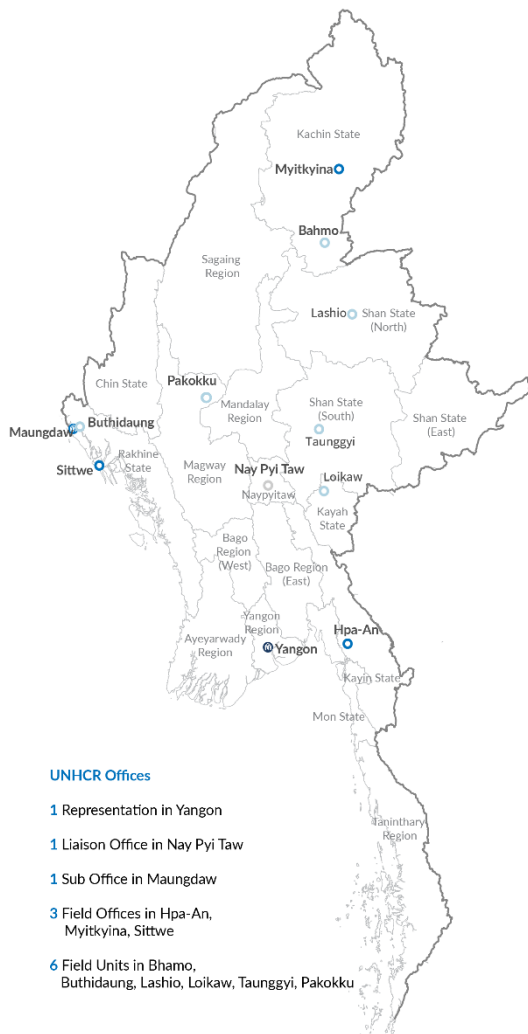 Kachin State
Myitkyina
Bahmo
Sagaing
Region
Lashio
Shan State
(North)
Chin State
Pakokku
Mandalay
Region
Shan State
(South)
Taunggyi
Shan State
(East)
Buthidaung
Maungdaw
Rakhine
State
Sittwe
Magway
Region
Nay Pyi Taw
Naypyitaw
Loikaw
Kayah
State
Bago
Region
(West)
Bago Region
(East)
Yangon
Region
Ayeyarwady
Region
N
Yangon
Hpa-An
Kayin State
Mon State
Taninthary
Region
UNHCR Offices
1 Representation in Yangon
1 Liaison Office in Nay Pyi Taw
1 Sub Office in Maungdaw
3 Field Offices in Hpa-An,
Myitkyina, Sittwe
6 Field Units in Bhamo,
Buthidaung, Lashio, Loikaw, Taunggyi, Pakokku